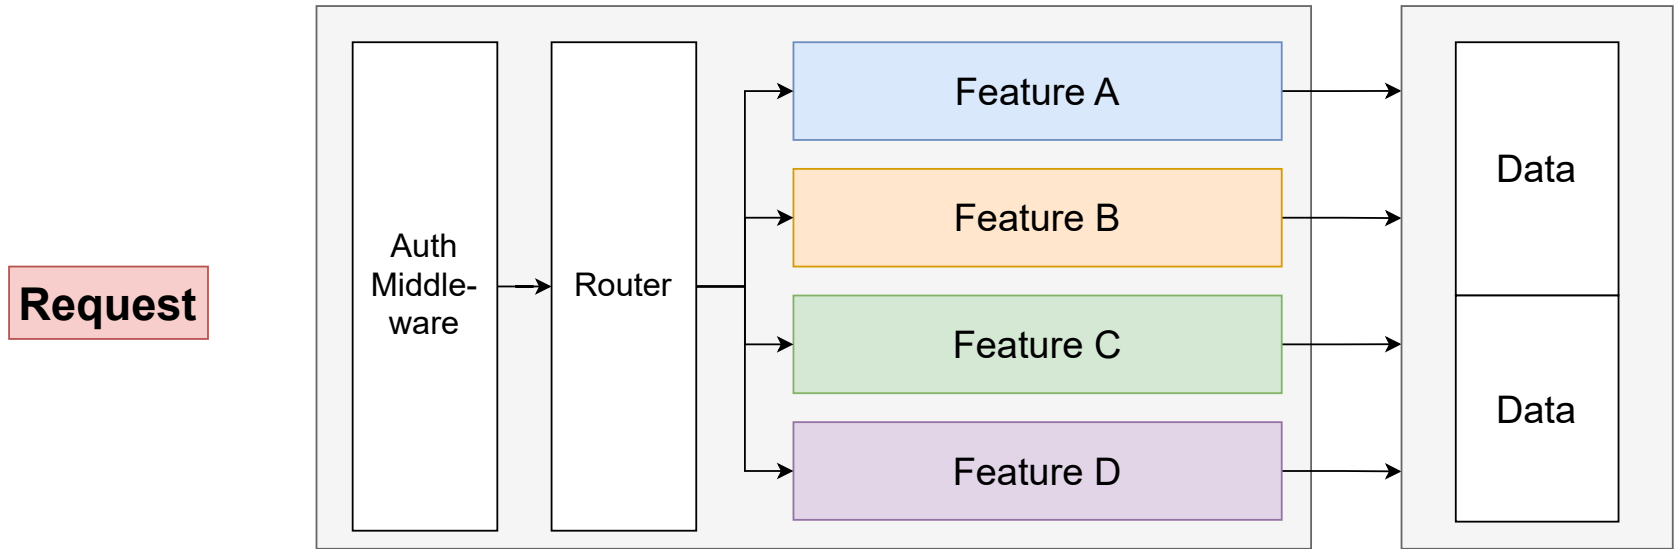 Request
Auth
Middle-
ware
Router
Feature A
Feature B
Feature C
Feature D
Data
Data